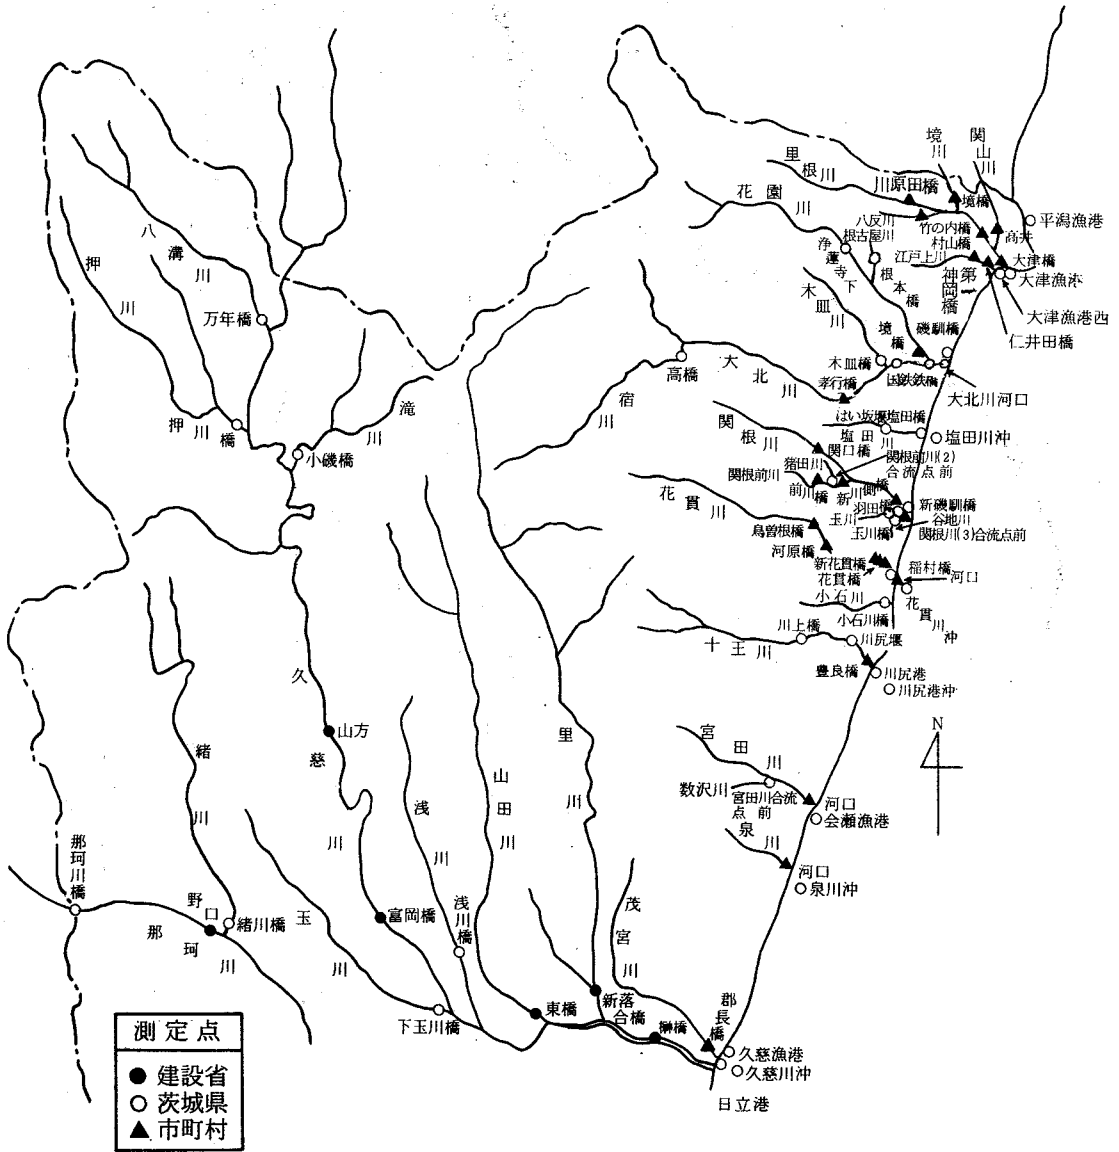 境川
関山川
里根川
川原田橋
境橋
花園川
八反川
根古屋川
竹の内橋
村山橋
高井
平潟漁港
江戸上川
大津橋
大津漁港
大津漁港西
仁井田橋
神岡橋
第一
浄蓮寺下
根本橋
木皿川
境橋
磯馴橋
木皿橋
国鉄鉄橋
大北川河口
孝行橋
大北川
高橋
宿川
はい坂堰
塩田橋
塩田川
塩田川沖
関根川
関口橋
関根前川(2)
合流点前
猪田川
関根前川
前川橋
新川側橋
羽田橋
新磯馴橋
玉川
谷地川
玉川橋
関根川(3)合流点前
花貫川
鳥曽根橋
河原橋
新花貫橋
花貫橋
稲村橋
河口
小石川
小石川橋
花貫川沖
川上橋
川尻堰
十王川
豊良橋
川尻港
川尻港沖
八溝川
押川
万年橋
押川橋
小磯橋
滝川
久慈川
山方
緒川
里川
山田川
浅川
浅川橋
宮田川
数沢川
宮田川合流
点前
河口
会瀬漁港
泉川
河口
泉川沖
N
那珂川橋
野口
緒川橋
那珂川
玉川
富岡橋
下玉川橋
茂宮川
東橋
新落
合橋
榊橋
郡長橋
久慈漁港
久慈川沖
日立港
測定点
● 建設省
○ 茨城県
▲ 市町村